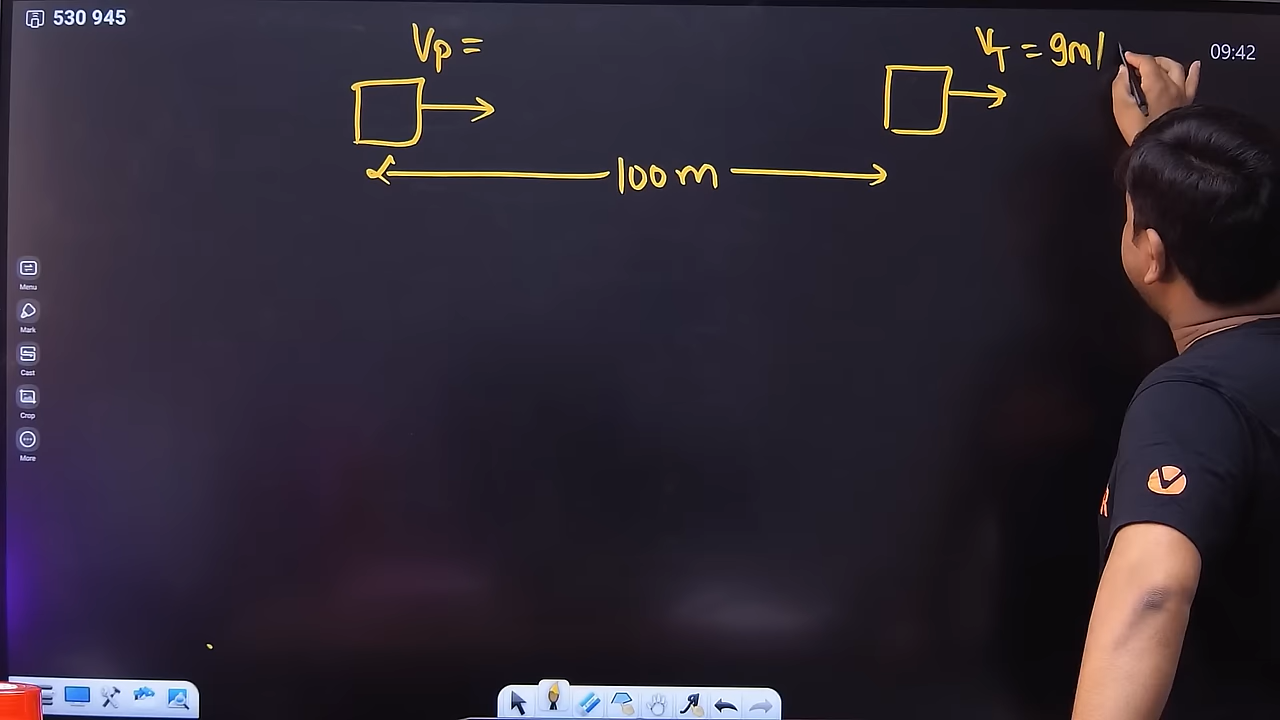 530 945
Vp =
VT = 9m/
09:42
100 m
Menu
Mark
Cast
Crop
More